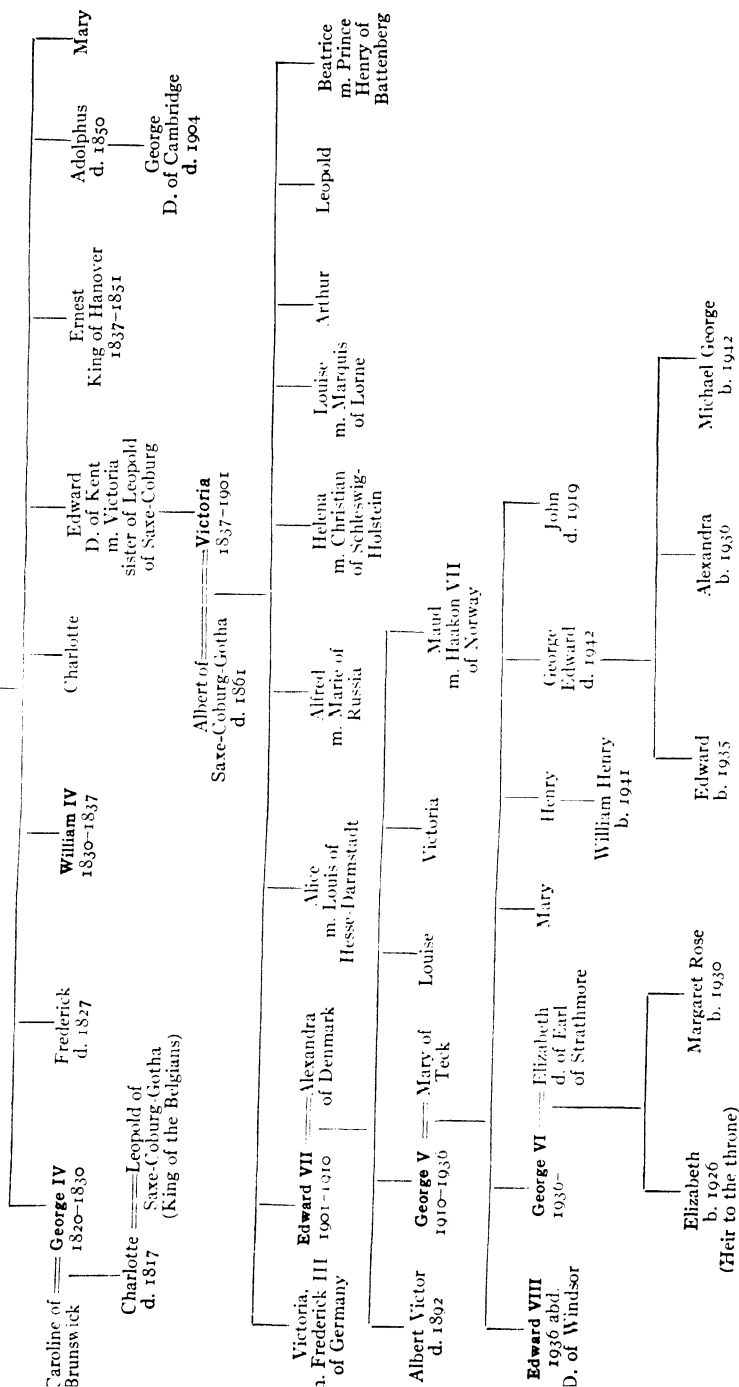 Caroline of
Brunswick
George IV
1820–1830
Frederick
d. 1827
William IV
1830–1837
Charlotte
Edward
D. of Kent
m. Victoria
sister of Leopold
of Saxe-Coburg
Ernest
King of Hanover
1837–1851
Adolphus
d. 1850
Mary
Charlotte
d. 1817
Leopold of
Saxe-Coburg-Gotha
(King of the Belgians)
Albert of
Saxe-Coburg-Gotha
d. 1861
Victoria
1837–1901
George
D. of Cambridge
d. 1904
Victoria,
m. Frederick III
of Germany
Edward VII
1901–1910
Alexandra
of Denmark
Alice
m. Louis of
Hesse-Darmstadt
Alfred
m. Marie of
Russia
Helena
m. Christian
of Schleswig-
Holstein
Louise
m. Marquis
of Lorne
Arthur
Leopold
Beatrice
m. Prince
Henry of
Battenberg
Albert Victor
d. 1892
George V
1910–1936
Mary of
Teck
Louise
Victoria
Maud
m. Haakon VII
of Norway
Edward VIII
1936 abd.
D. of Windsor
George VI
1936–
Elizabeth
d. of Earl
of Strathmore
Mary
Henry
George
Edward
d. 1942
John
d. 1919
William Henry
b. 1941
Elizabeth
b. 1926
(Heir to the throne)
Margaret Rose
b. 1930
Edward
b. 1935
Alexandra
b. 1936
Michael George
b. 1942